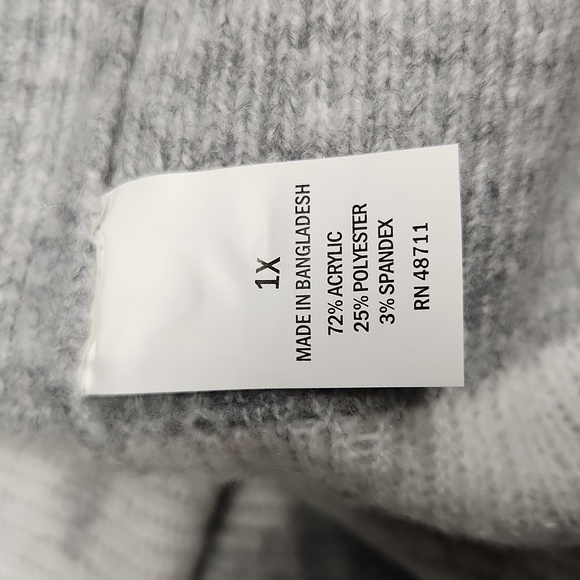 1X
MADE IN BANGLADESH
72% ACRYLIC
25% POLYESTER
3% SPANDEX
RN 48711